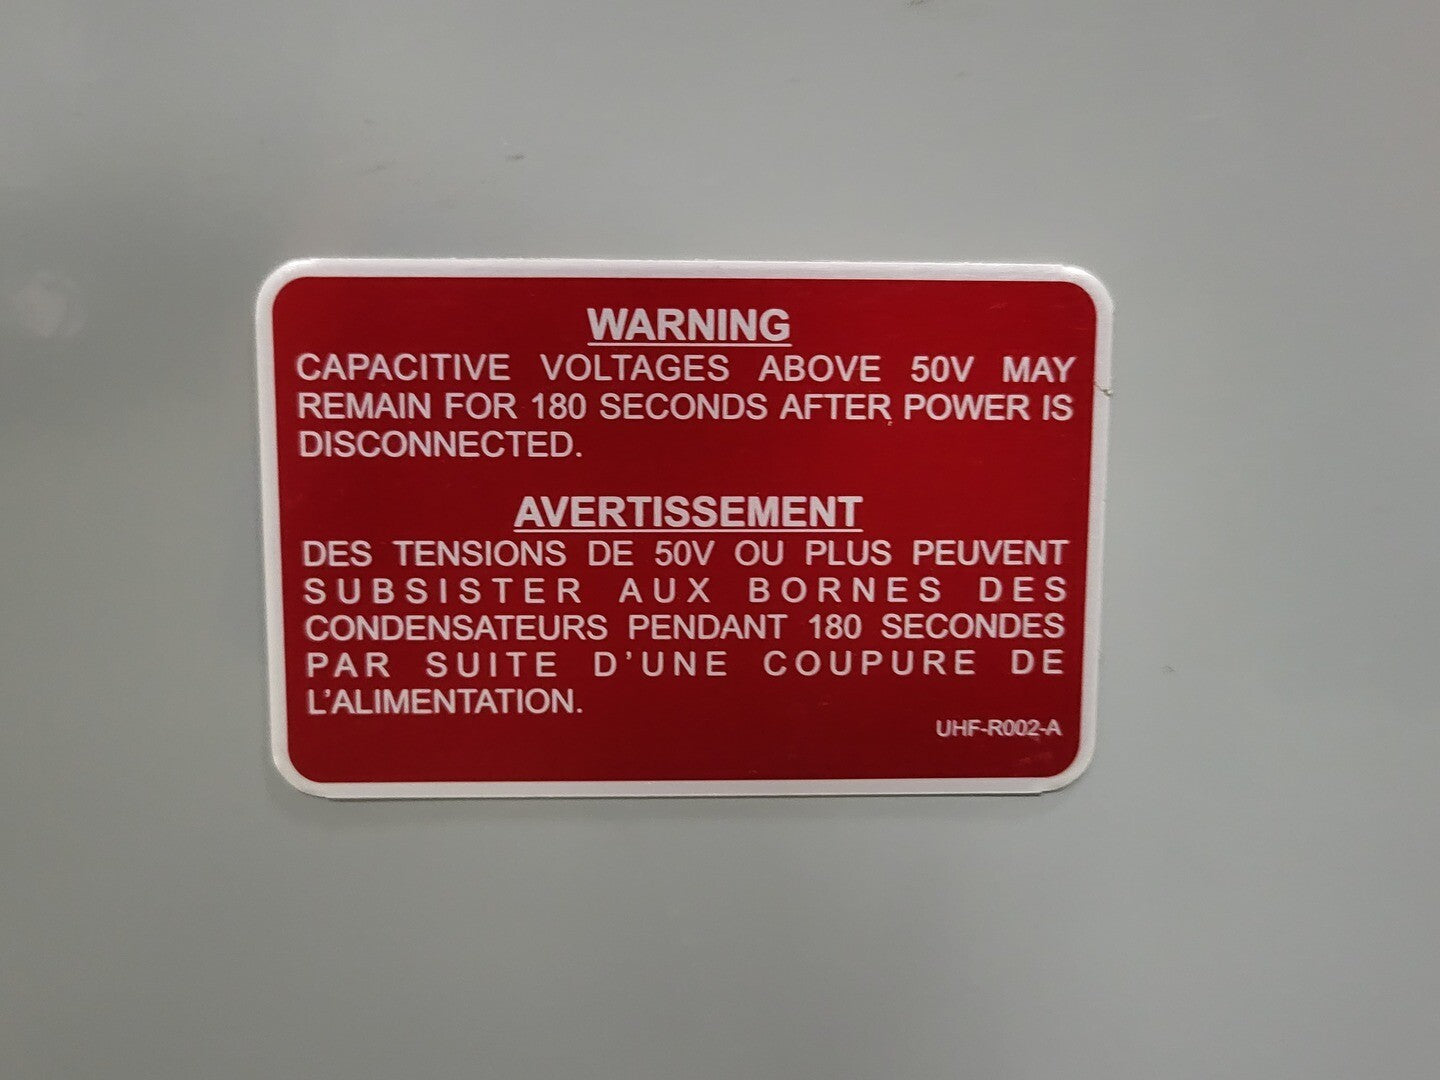 WARNING
CAPACITIVE VOLTAGES ABOVE 50V MAY
REMAIN FOR 180 SECONDS AFTER POWER IS
DISCONNECTED.
AVERTISSEMENT
DES TENSIONS DE 50V OU PLUS PEUVENT
SUBSISTER AUX BORNES DES
CONDENSATEURS PENDANT 180 SECONDES
PAR SUITE D'UNE COUPURE DE
L'ALIMENTATION.
UHF-R002-A